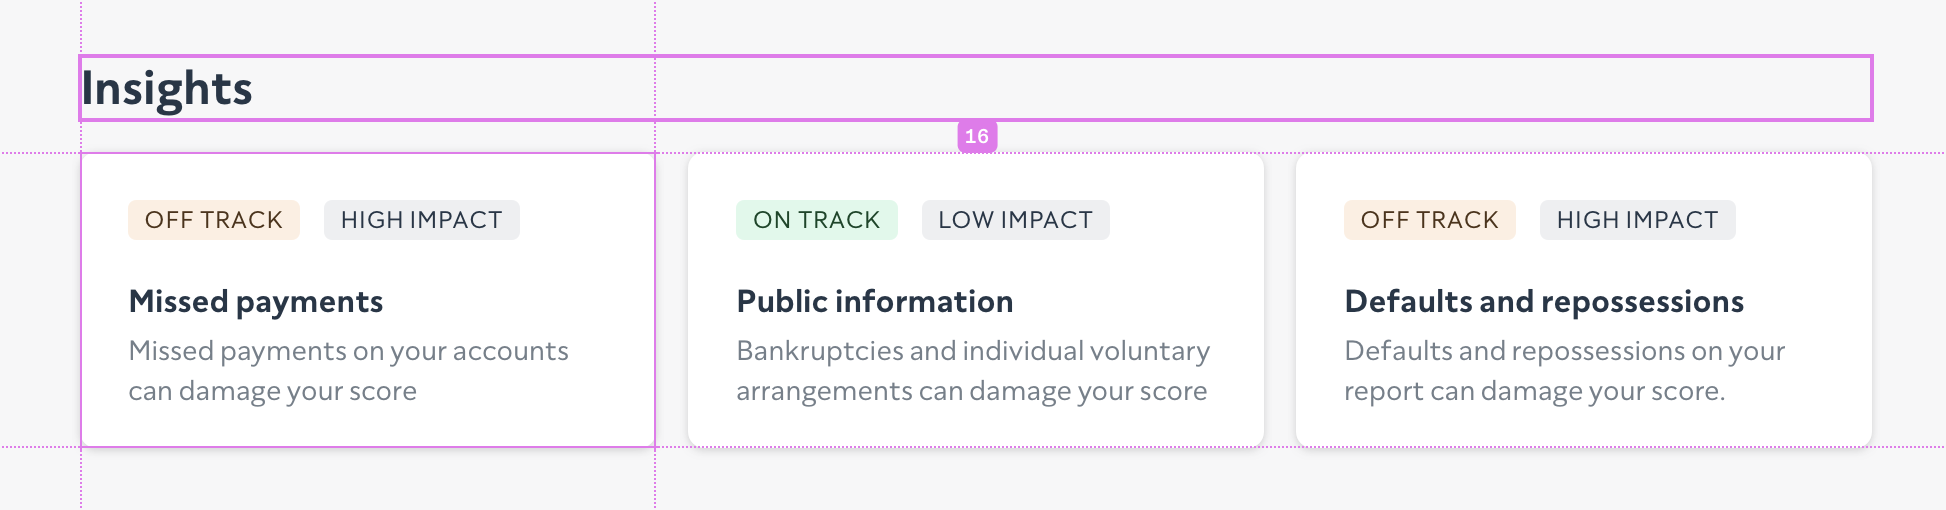 Insights
16
OFF TRACK HIGH IMPACT
Missed payments
Missed payments on your accounts
can damage your score
ON TRACK LOW IMPACT
Public information
Bankruptcies and individual voluntary
arrangements can damage your score
OFF TRACK HIGH IMPACT
Defaults and repossessions
Defaults and repossessions on your
report can damage your score.